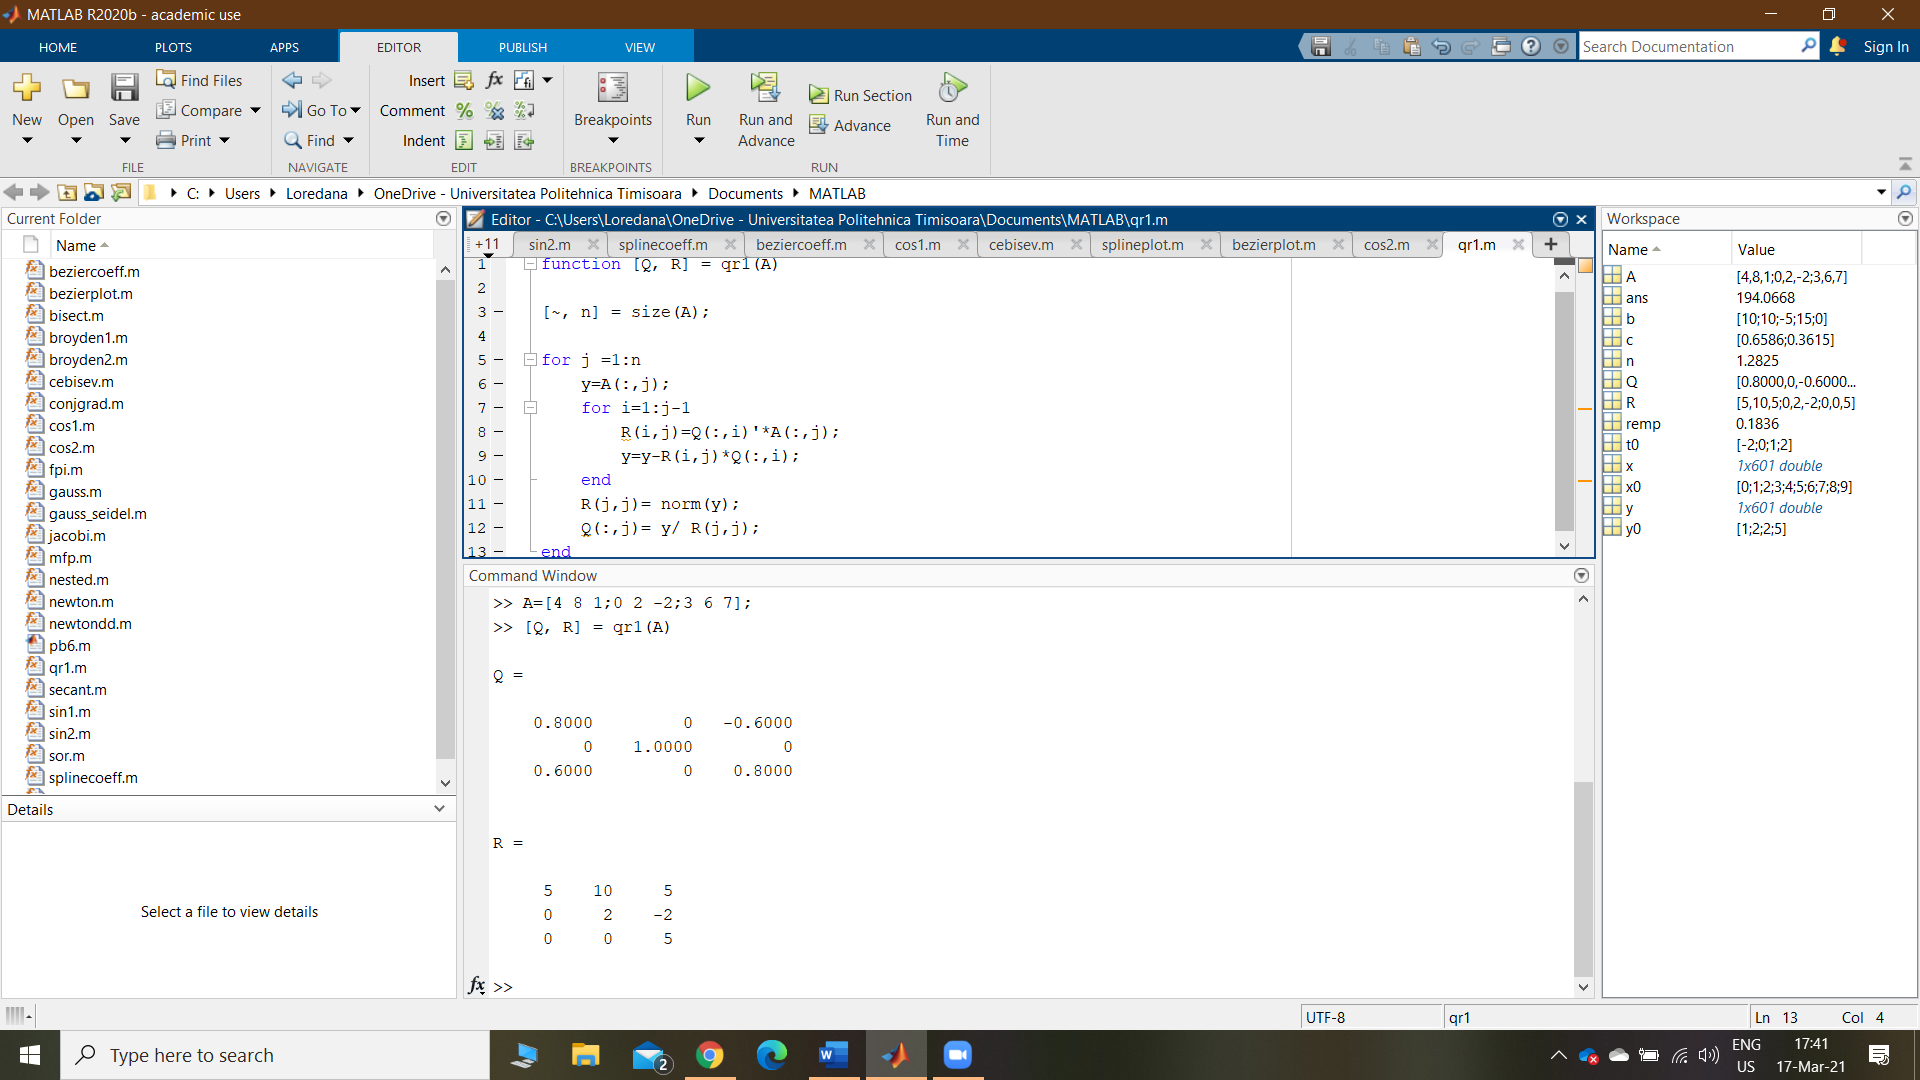 MATLAB R2020b - academic use
HOME PLOTS APPS EDITOR PUBLISH VIEW
Search Documentation
Sign In
New Open Save
Find Files
Compare
Print
FILE
Go To
Find
NAVIGATE
Insert
Comment
Indent
EDIT
Breakpoints
BREAKPOINTS
Run
Run and Advance
Run Section
Advance
Run and Time
RUN
C: Users Loredana OneDrive - Universitatea Politehnica Timisoara Documents MATLAB
Current Folder
Name
beziercoeff.m
bezierplot.m
bisect.m
broyden1.m
broyden2.m
cebisev.m
conjgrad.m
cos1.m
cos2.m
fpi.m
gauss.m
gauss_seidel.m
jacobi.m
mfp.m
nested.m
newton.m
newtondd.m
pb6.m
qr1.m
secant.m
sin1.m
sin2.m
sor.m
splinecoeff.m
Details
Select a file to view details
Editor - C:\Users\Loredana\OneDrive - Universitatea Politehnica Timisoara\Documents\MATLAB\qr1.m
+11 sin2.m splinecoeff.m beziercoeff.m cos1.m cebisev.m splineplot.m bezierplot.m cos2.m qr1.m
1 function [Q, R] = qr1(A)
2
3 – [~, n] = size(A);
4
5 – for j =1:n
6 – y=A(:,j);
7 – for i=1:j-1
8 – R(i,j)=Q(:,i)'*A(:,j);
9 – y=y-R(i,j)*Q(:,i);
10 – end
11 – R(j,j)= norm(y);
12 – Q(:,j)= y/ R(j,j);
13 – end
Command Window
>> A=[4 8 1;0 2 -2;3 6 7];
>> [Q, R] = qr1(A)
Q =
0.8000 0 -0.6000
0 1.0000 0
0.6000 0 0.8000
R =
5 10 5
0 2 -2
0 0 5
fx >>
Workspace
Name Value
A [4,8,1;0,2,-2;3,6,7]
ans 194.0668
b [10;10;-5;15;0]
c [0.6586;0.3615]
n 1.2825
Q [0.8000,0,-0.6000...
R [5,10,5;0,2,-2;0,0,5]
remp 0.1836
t0 [-2;0;1;2]
x 1x601 double
x0 [0;1;2;3;4;5;6;7;8;9]
y 1x601 double
y0 [1;2;2;5]
UTF-8 qr1 Ln 13 Col 4
Type here to search
2
ENG US
17:41
17-Mar-21